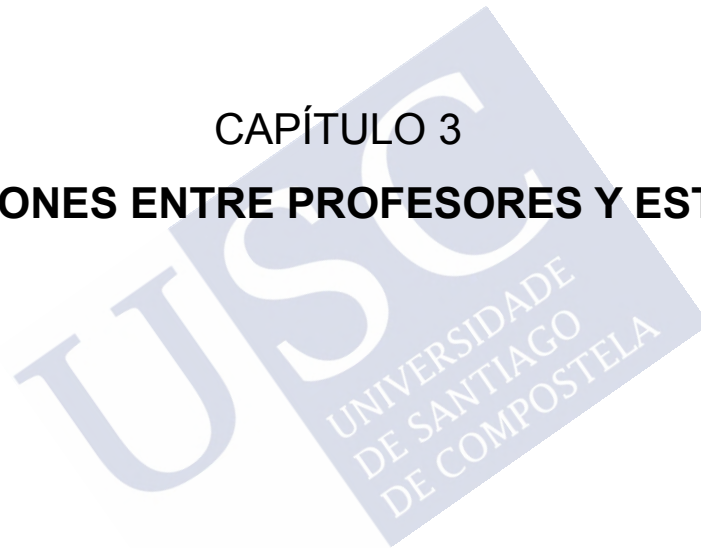 CAPÍTULO 3
ONES ENTRE PROFESORES Y EST
USC
UNIVERSIDADE
DE SANTIAGO
DE COMPOSTELA